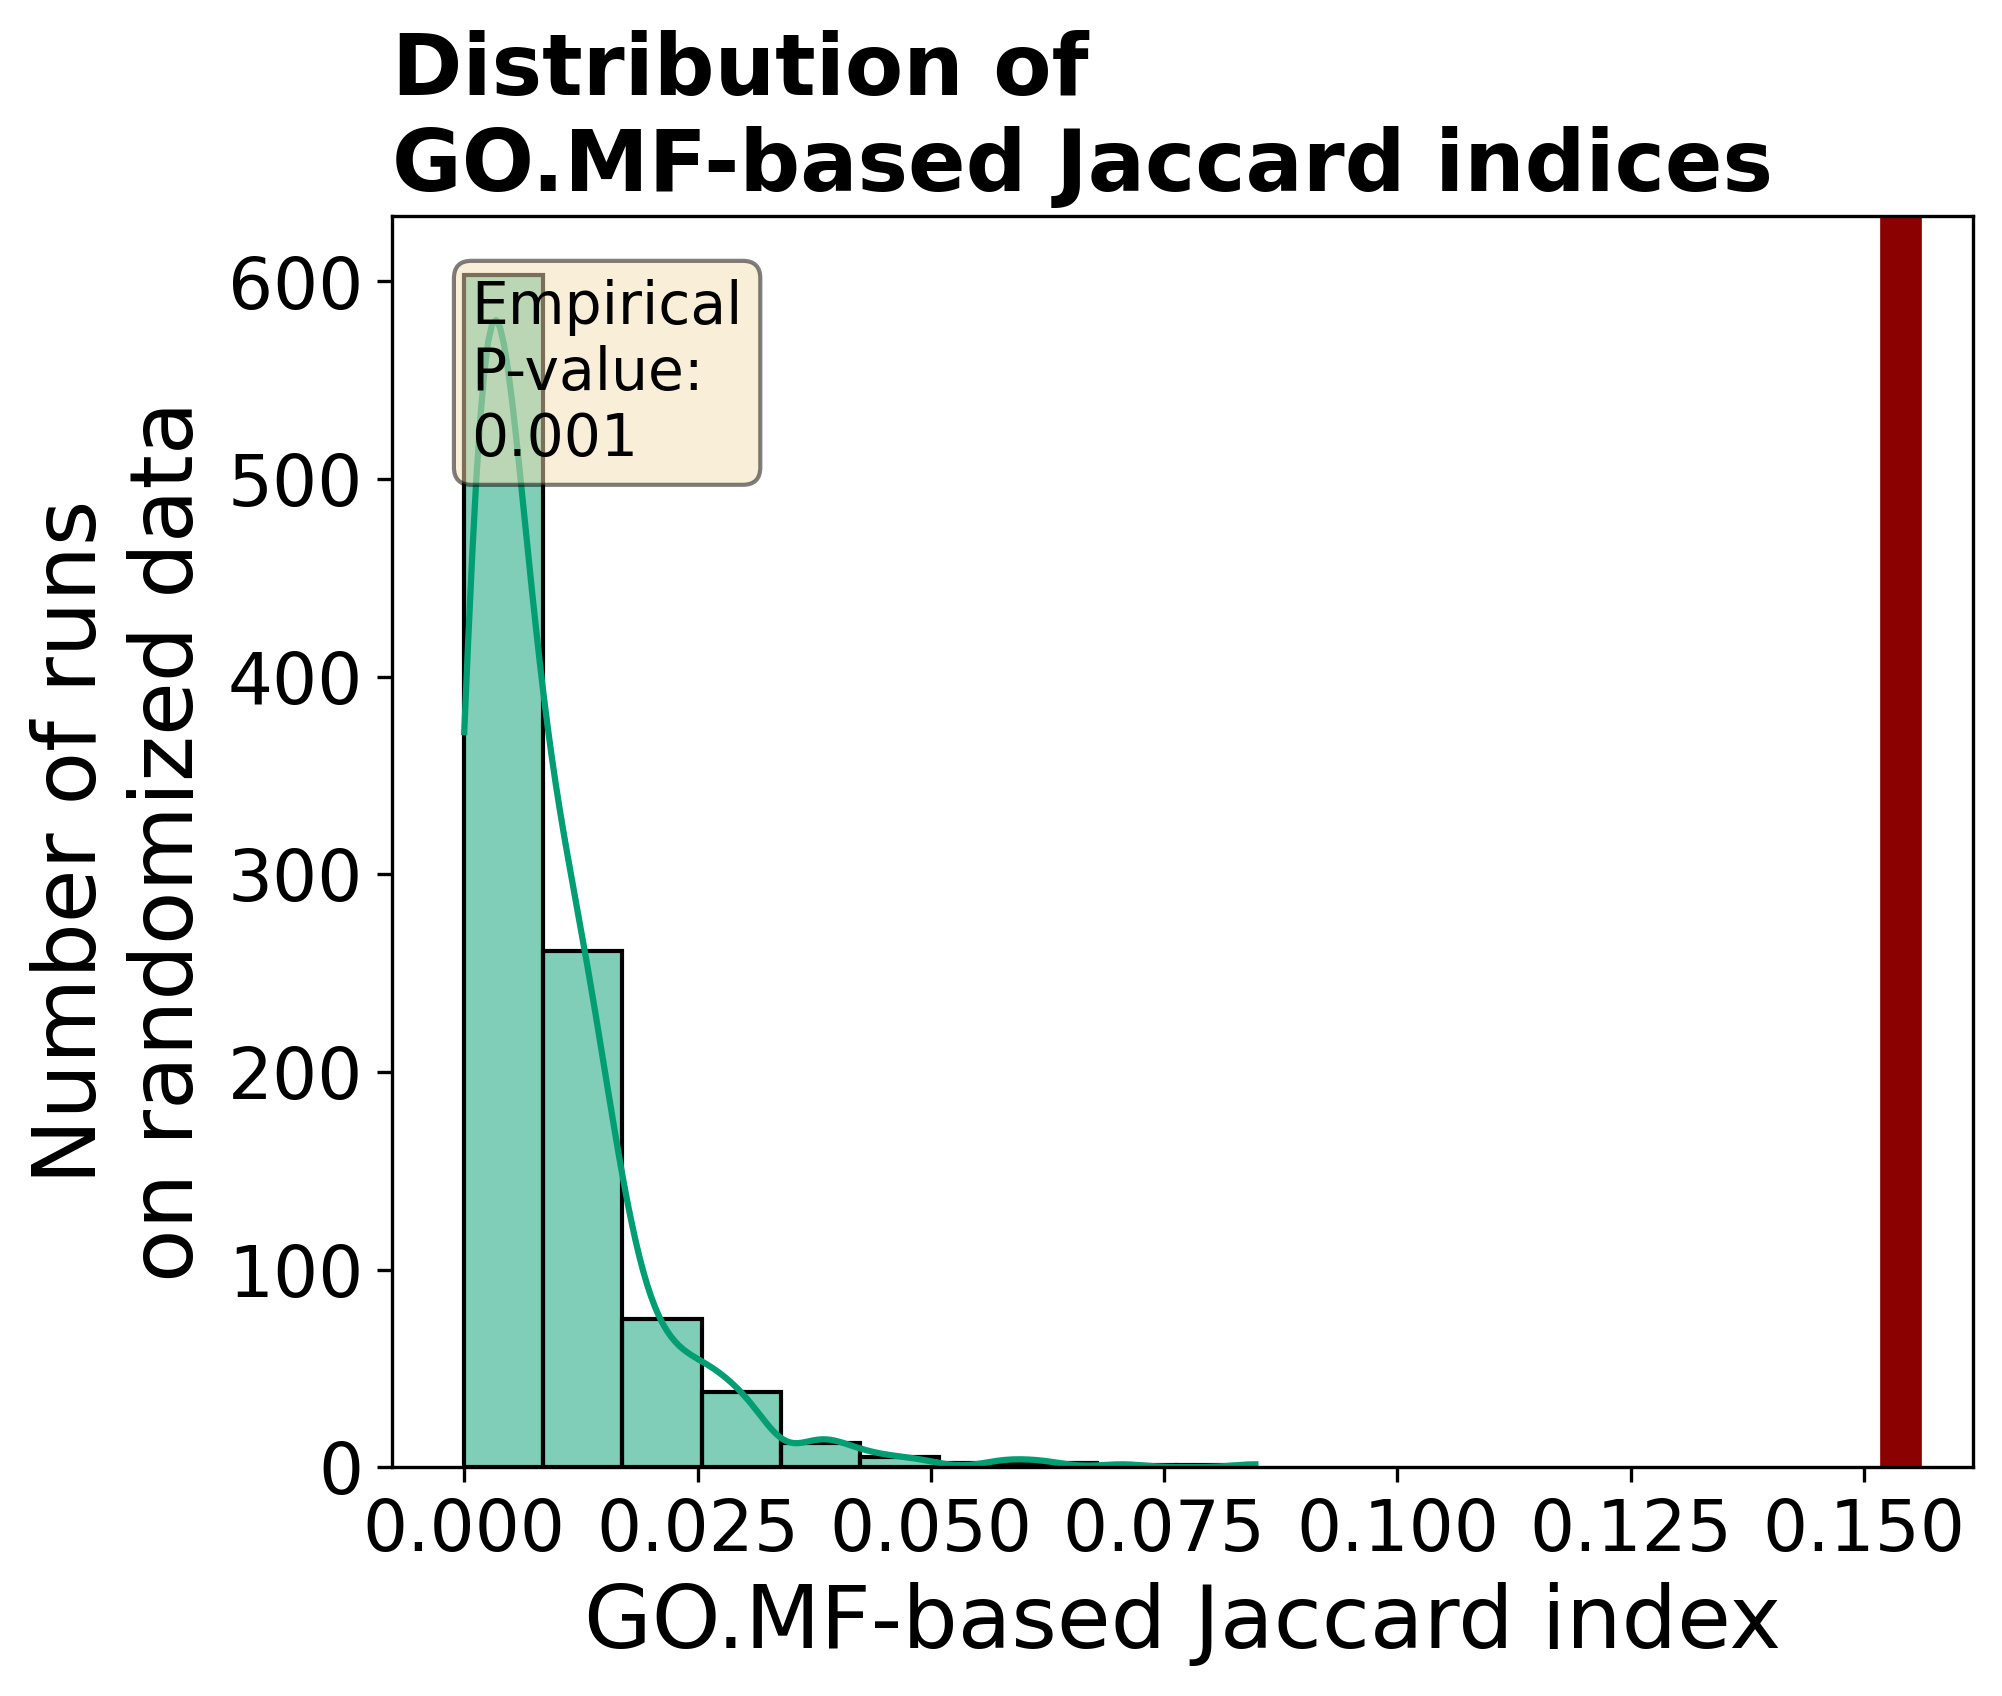 Distribution of
GO.MF-based Jaccard indices
Number of runs
on randomized data
600
500
400
300
200
100
0
Empirical
P-value:
0.001
0.000 0.025 0.050 0.075 0.100 0.125 0.150
GO.MF-based Jaccard index